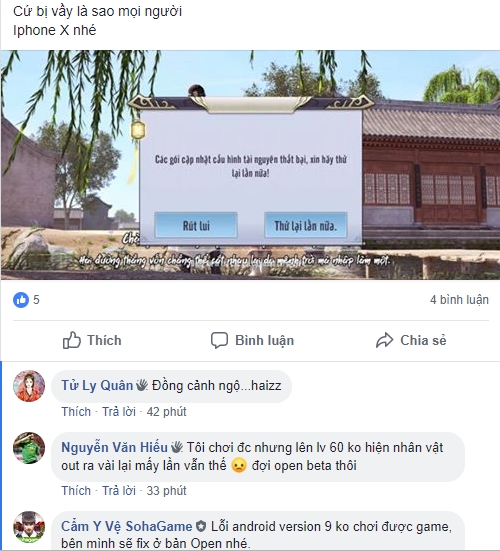 Cứ bị vầy là sao mọi người
Iphone X nhé
Các gói cập nhật cấu hình tài nguyên thất bại, xin hãy thử
lại lần nữa!
Rút lui
Thử lại lần nữa.
Chế
vốn chẳng thể cát nhau lại do mệnh trời mà nhập làm một.
5
4 bình luận
Thích
Bình luận
Chia sẻ
Tử Ly Quân Đồng cảnh ngộ...haizz
Thích · Trả lời · 42 phút
Nguyễn Văn Hiếu Tôi chơi đc nhưng lên lv 60 ko hiện nhân vật
out ra vài lại mấy lần vẫn thế 😟 đợi open beta thôi
Thích · Trả lời · 33 phút
Cẩm Y Vệ SohaGame Lỗi android version 9 ko chơi được game,
bên mình sẽ fix ở bản Open nhé.